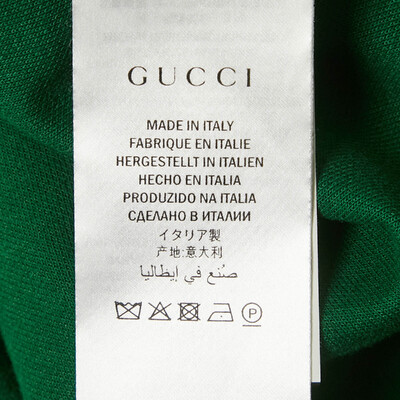 GUCCI
MADE IN ITALY
FABRIQUE EN ITALIE
HERGESTELLT IN ITALIEN
HECHO EN ITALIA
PRODUZIDO NA ITALIA
СДЕЛАНО В ИТАЛИИ
イタリア製
产地:意大利
صُنع في إيطاليا
P